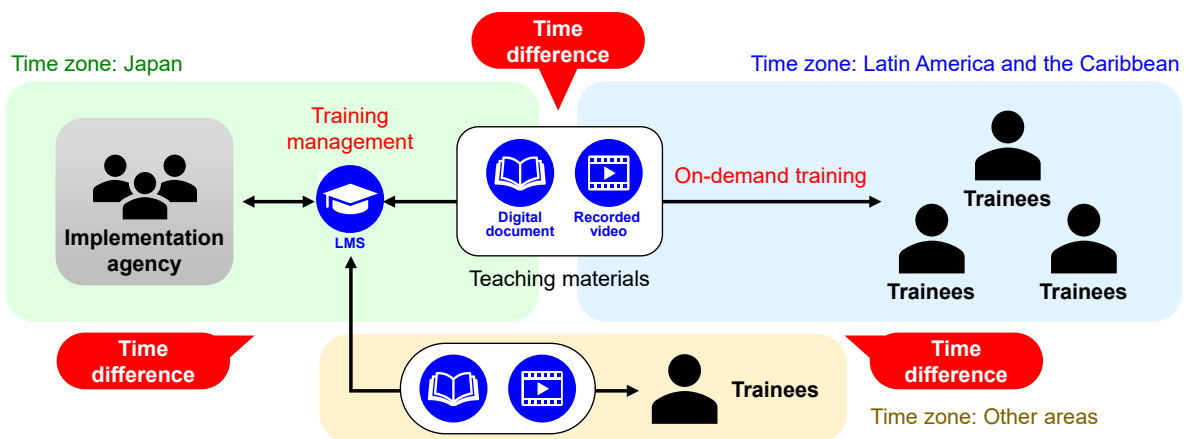 Time
difference
Time zone: Japan
Time zone: Latin America and the Caribbean
Training
management
Implementation
agency
LMS
Digital
document
Recorded
video
Teaching materials
On-demand training
Trainees
Trainees
Trainees
Time
difference
Time
difference
Trainees
Time zone: Other areas